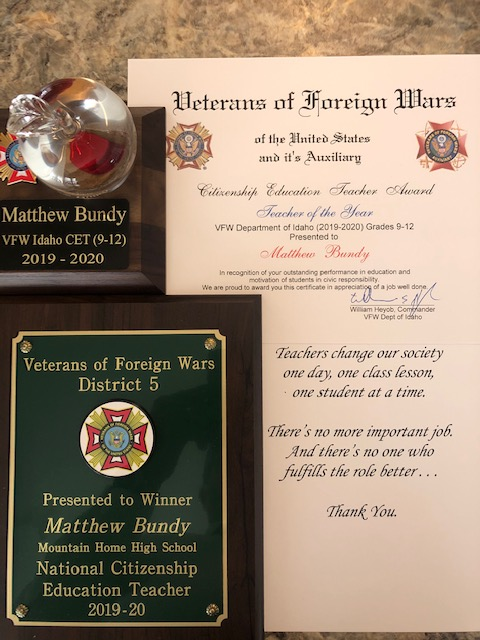 Matthew Bundy
VFW Idaho CET (9-12)
2019 - 2020
Veterans of Foreign Wars
of the United States
and it's Auxiliary
Citizenship Education Teacher Award
Teacher of the Year
VFW Department of Idaho (2019-2020) Grades 9-12
Presented to
Matthew Bundy
In recognition of your outstanding performance in education and
motivation of students in civic responsibility.
We are proud to award you this certificate in appreciation of a job well done.
William Heyob, Commander
VFW Dept of Idaho
Veterans of Foreign Wars
District 5
Presented to Winner
Matthew Bundy
Mountain Home High School
National Citizenship
Education Teacher
2019-20
Teachers change our society
one day, one class lesson,
one student at a time.
There's no more important job.
And there's no one who
fulfills the role better . . .
Thank You.